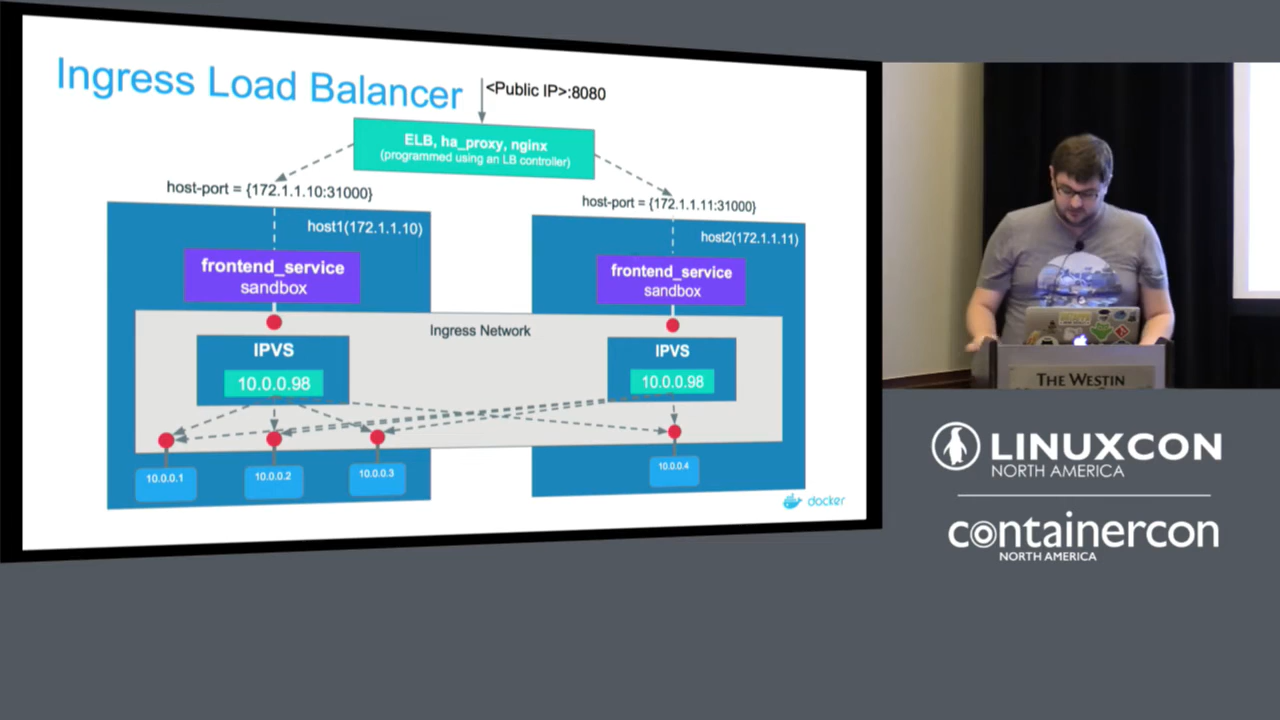 Ingress Load Balancer
<Public IP>:8080
ELB, ha_proxy, nginx
(programmed using an LB controller)
host-port = {172.1.1.10:31000}
host-port = {172.1.1.11:31000}
host1(172.1.1.10)
host2(172.1.1.11)
frontend_service
sandbox
frontend_service
sandbox
Ingress Network
IPVS
10.0.0.98
IPVS
10.0.0.98
10.0.0.1
10.0.0.2
10.0.0.3
10.0.0.4
docker
THE WESTIN
LINUXCON
NORTH AMERICA
containercon
NORTH AMERICA